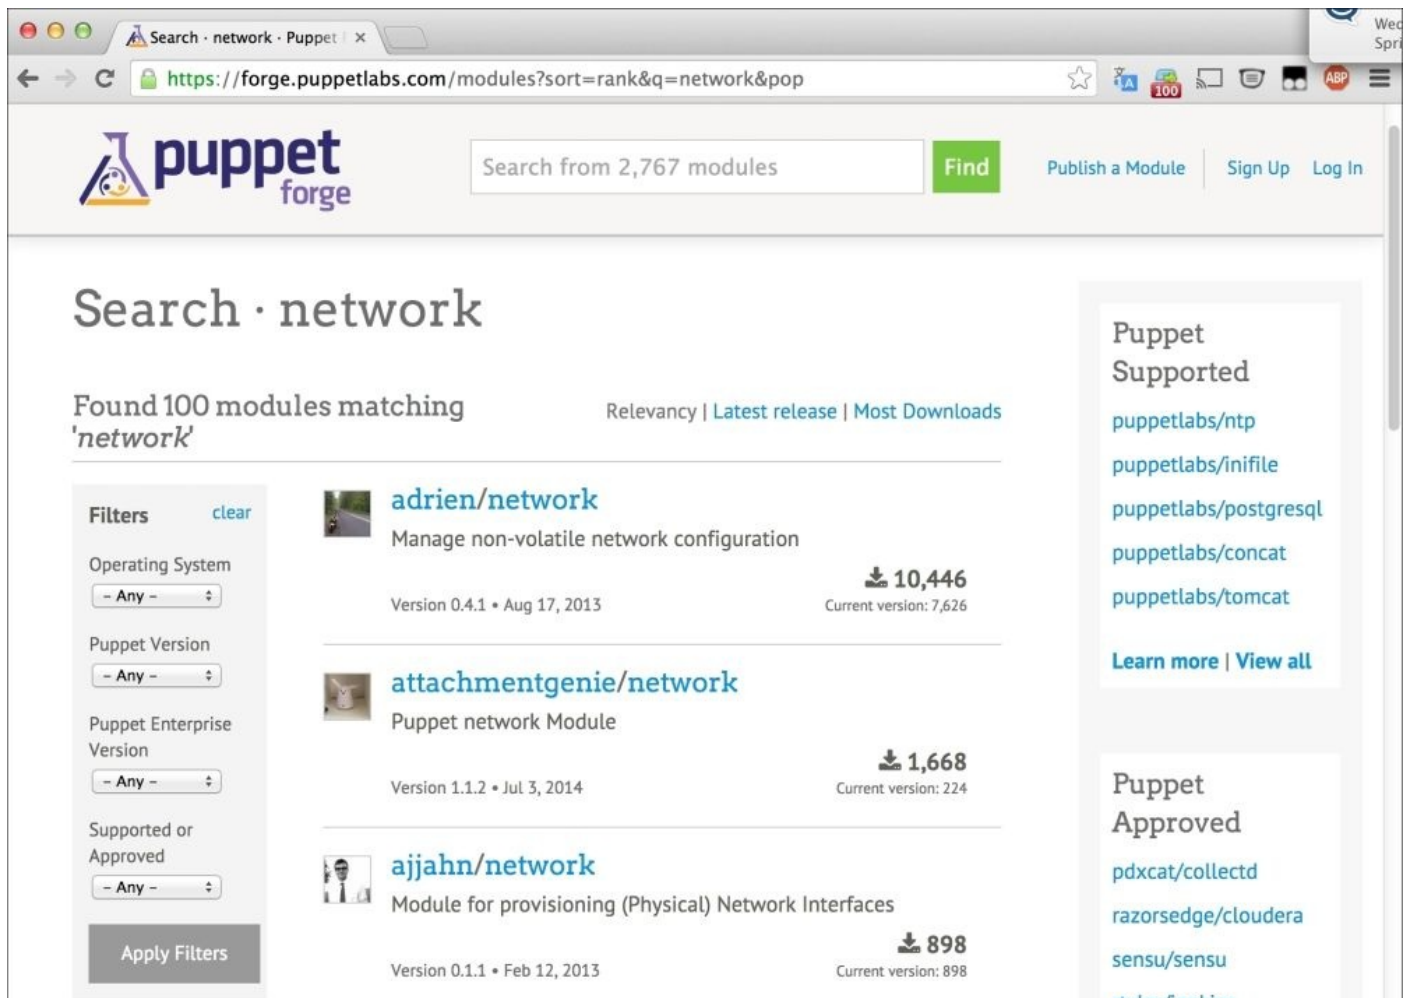 Search · network · Puppet
Wed
Spri
https://forge.puppetlabs.com/modules?sort=rank&q=network&pop
100
ABP
puppet
forge
Search from 2,767 modules
Find
Publish a Module
Sign Up
Log In
Search · network
Found 100 modules matching
'network'
Relevancy | Latest release | Most Downloads
Filters
clear
Operating System
– Any –
Puppet Version
– Any –
Puppet Enterprise
Version
– Any –
Supported or
Approved
– Any –
Apply Filters
adrien/network
Manage non-volatile network configuration
10,446
Version 0.4.1 • Aug 17, 2013
Current version: 7,626
attachmentgenie/network
Puppet network Module
1,668
Version 1.1.2 • Jul 3, 2014
Current version: 224
ajjahn/network
Module for provisioning (Physical) Network Interfaces
898
Version 0.1.1 • Feb 12, 2013
Current version: 898
Puppet
Supported
puppetlabs/ntp
puppetlabs/inifile
puppetlabs/postgresql
puppetlabs/concat
puppetlabs/tomcat
Learn more | View all
Puppet
Approved
pdxcat/collectd
razorsedge/cloudera
sensu/sensu